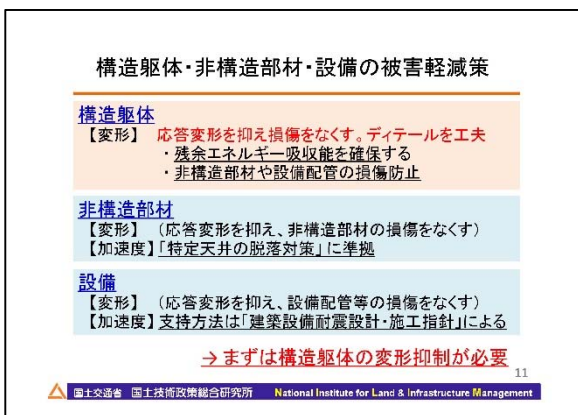 構造躯体・非構造部材・設備の被害軽減策
構造躯体
【変形】 応答変形を抑え損傷をなくす。ディテールを工夫
・残余エネルギー吸収能を確保する
・非構造部材や設備配管の損傷防止
非構造部材
【変形】 （応答変形を抑え、非構造部材の損傷をなくす）
【加速度】「特定天井の脱落対策」に準拠
設備
【変形】 （応答変形を抑え、設備配管等の損傷をなくす）
【加速度】支持方法は「建築設備耐震設計・施工指針」による
→まずは構造躯体の変形抑制が必要
11
国土交通省 国土技術政策総合研究所 National Institute for Land & Infrastructure Management